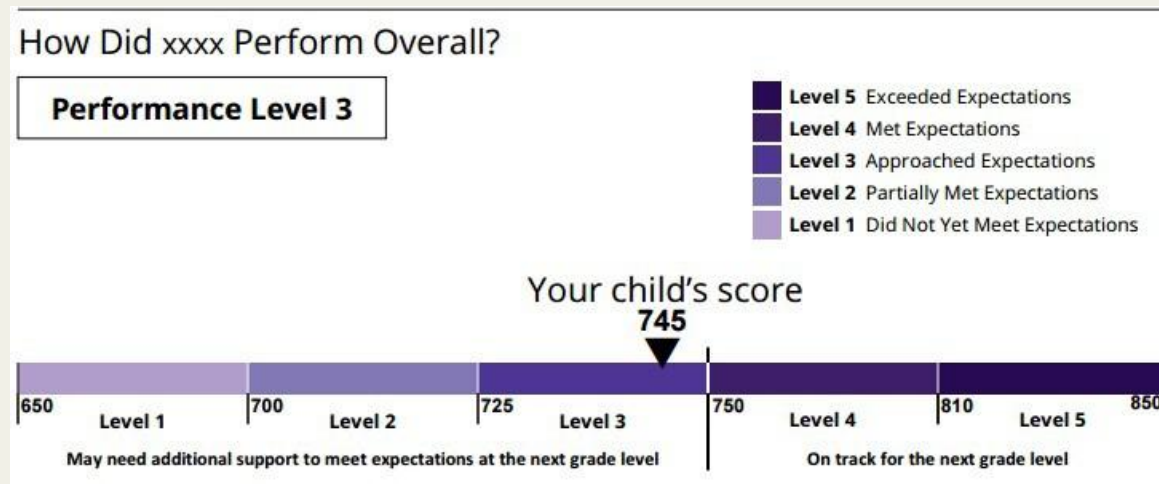 How Did xxxx Perform Overall?
Performance Level 3
Level 5 Exceeded Expectations
Level 4 Met Expectations
Level 3 Approached Expectations
Level 2 Partially Met Expectations
Level 1 Did Not Yet Meet Expectations
Your child's score
745
650 700 725 750 810 850
Level 1 Level 2 Level 3 Level 4 Level 5
May need additional support to meet expectations at the next grade level On track for the next grade level